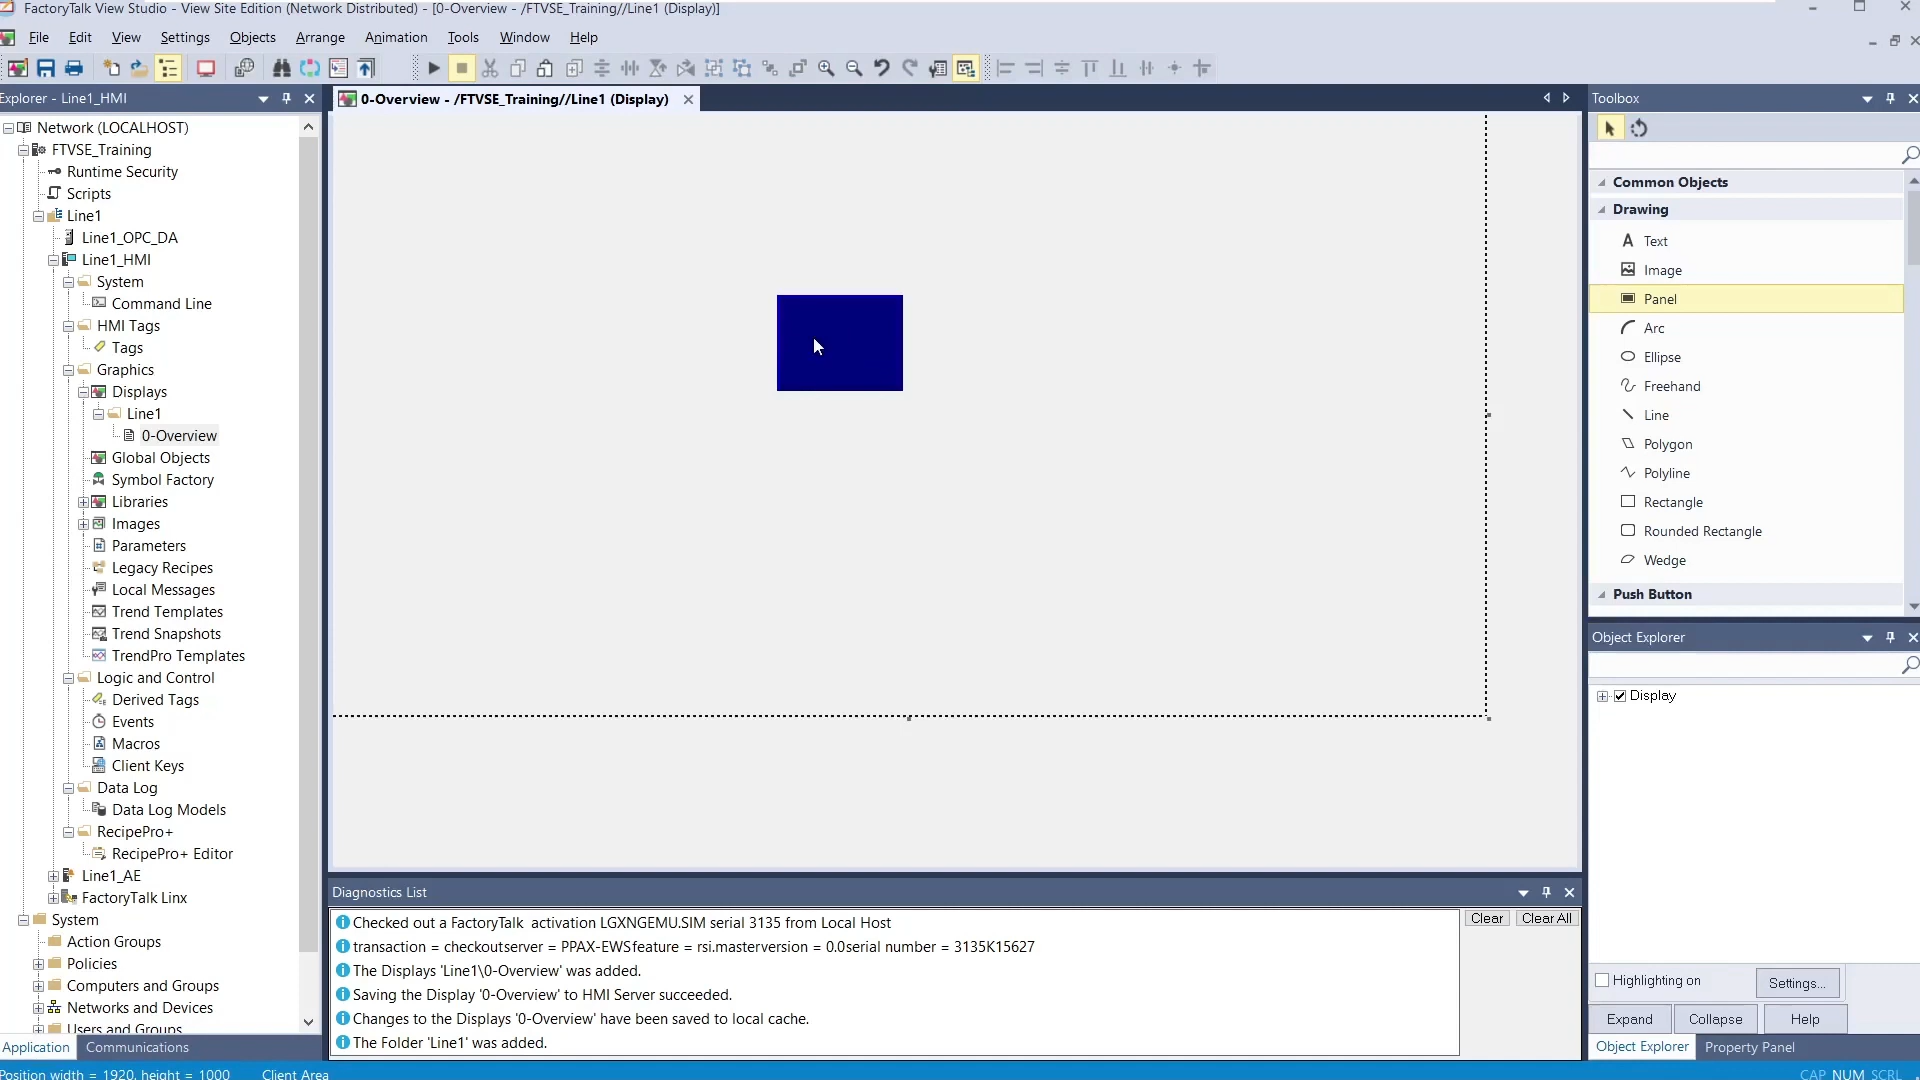 FactoryTalk View Studio - View Site Edition (Network Distributed) - [0-Overview - /FTVSE_Training//Line1 (Display)]
File Edit View Settings Objects Arrange Animation Tools Window Help
Explorer - Line1_HMI
Network (LOCALHOST)
FTVSE_Training
Runtime Security
Scripts
Line1
Line1_OPC_DA
Line1_HMI
System
Command Line
HMI Tags
Tags
Graphics
Displays
Line1
0-Overview
Global Objects
Symbol Factory
Libraries
Images
Parameters
Legacy Recipes
Local Messages
Trend Templates
Trend Snapshots
TrendPro Templates
Logic and Control
Derived Tags
Events
Macros
Client Keys
Data Log
Data Log Models
RecipePro+
RecipePro+ Editor
Line1_AE
FactoryTalk Linx
System
Action Groups
Policies
Computers and Groups
Networks and Devices
Users and Groups
Application Communications
0-Overview - /FTVSE_Training//Line1 (Display)
Diagnostics List
Checked out a FactoryTalk activation LGXNGEMU.SIM serial 3135 from Local Host
transaction = checkoutserver = PPAX-EWSfeature = rsi.masterversion = 0.0serial number = 3135K15627
The Displays 'Line1\0-Overview' was added.
Saving the Display '0-Overview' to HMI Server succeeded.
Changes to the Displays '0-Overview' have been saved to local cache.
The Folder 'Line1' was added.
Clear Clear All
Toolbox
Common Objects
Drawing
A Text
Image
Panel
Arc
Ellipse
Freehand
Line
Polygon
Polyline
Rectangle
Rounded Rectangle
Wedge
Push Button
Object Explorer
Display
Highlighting on Settings...
Expand Collapse Help
Object Explorer Property Panel
Position width = 1920, height = 1000 Client Area CAP NUM SCRL